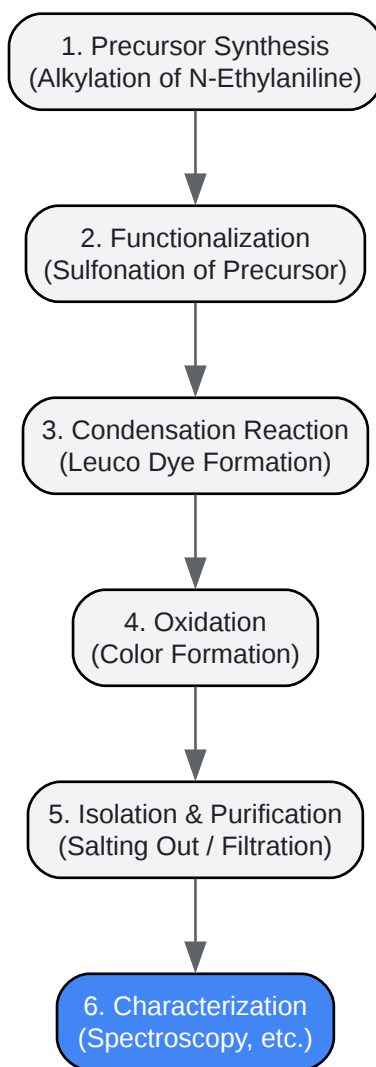 1. Precursor Synthesis
(Alkylation of N-Ethylaniline)
2. Functionalization
(Sulfonation of Precursor)
3. Condensation Reaction
(Leuco Dye Formation)
4. Oxidation
(Color Formation)
5. Isolation & Purification
(Salting Out / Filtration)
6. Characterization
(Spectroscopy, etc.)